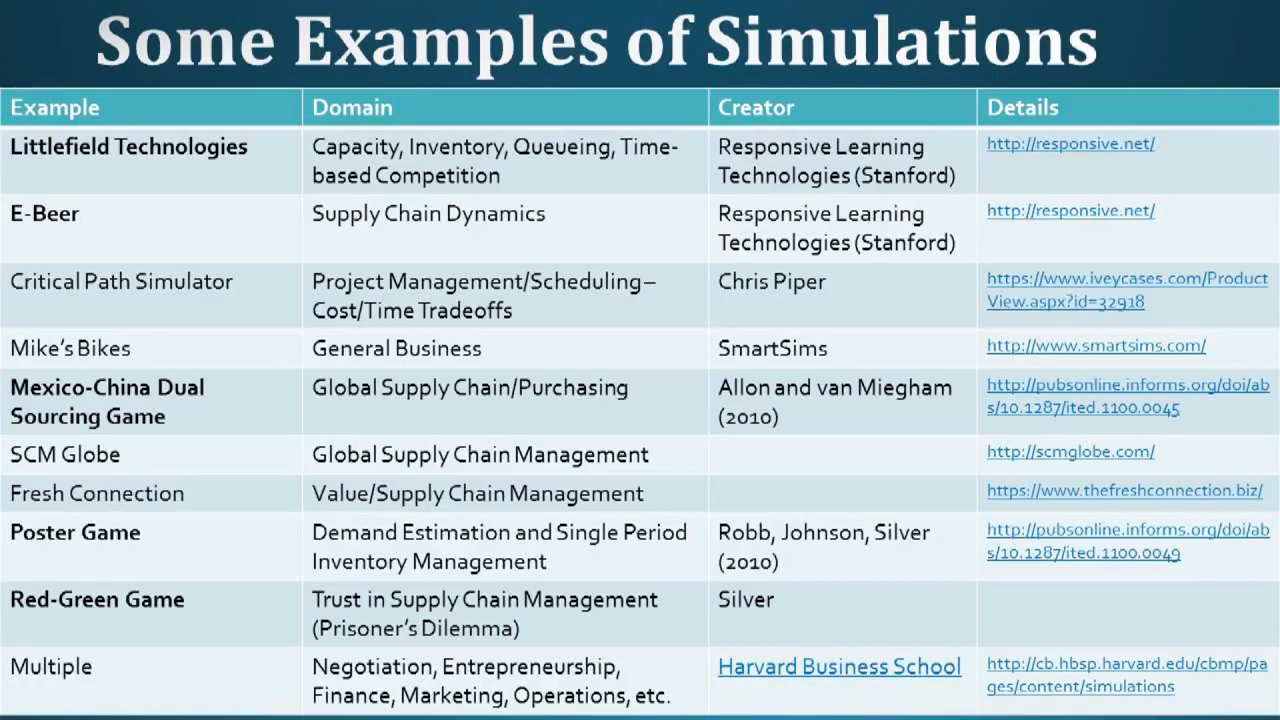 Some Examples of Simulations
Example Domain Creator Details
Littlefield Technologies Capacity, Inventory, Queueing, Time- Responsive Learning http://responsive.net/
based Competition Technologies (Stanford)
E-Beer Supply Chain Dynamics Responsive Learning http://responsive.net/
Technologies (Stanford)
Critical Path Simulator Project Management/Scheduling – Chris Piper https://www.iveycases.com/Product
Cost/Time Tradeoffs View.aspx?id=32918
Mike's Bikes General Business SmartSims http://www.smartsims.com/
Mexico-China Dual Global Supply Chain/Purchasing Allon and van Miegham http://pubsonline.informs.org/doi/ab
Sourcing Game (2010) s/10.1287/ited.1100.0045
SCM Globe Global Supply Chain Management http://scmglobe.com/
Fresh Connection Value/Supply Chain Management https://www.thefreshconnection.biz/
Poster Game Demand Estimation and Single Period Robb, Johnson, Silver http://pubsonline.informs.org/doi/ab
Inventory Management (2010) s/10.1287/ited.1100.0049
Red-Green Game Trust in Supply Chain Management Silver
(Prisoner's Dilemma)
Multiple Negotiation, Entrepreneurship, Harvard Business School http://cb.hbsp.harvard.edu/cbmp/pa
Finance, Marketing, Operations, etc. ges/content/simulations